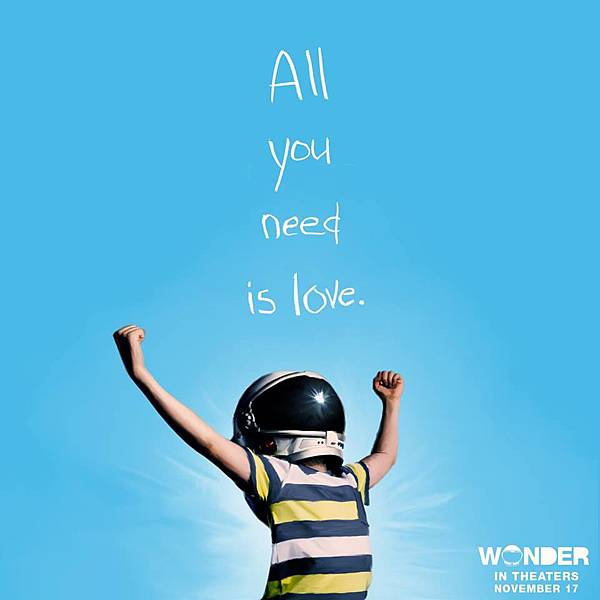 All
you
need
is love.
WONDER
IN THEATERS
NOVEMBER 17